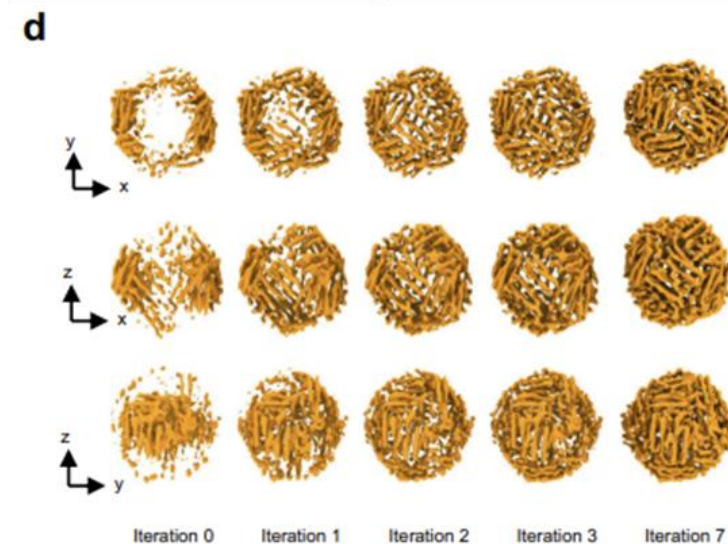 d
y
x
z
x
z
y
Iteration 0 Iteration 1 Iteration 2 Iteration 3 Iteration 7